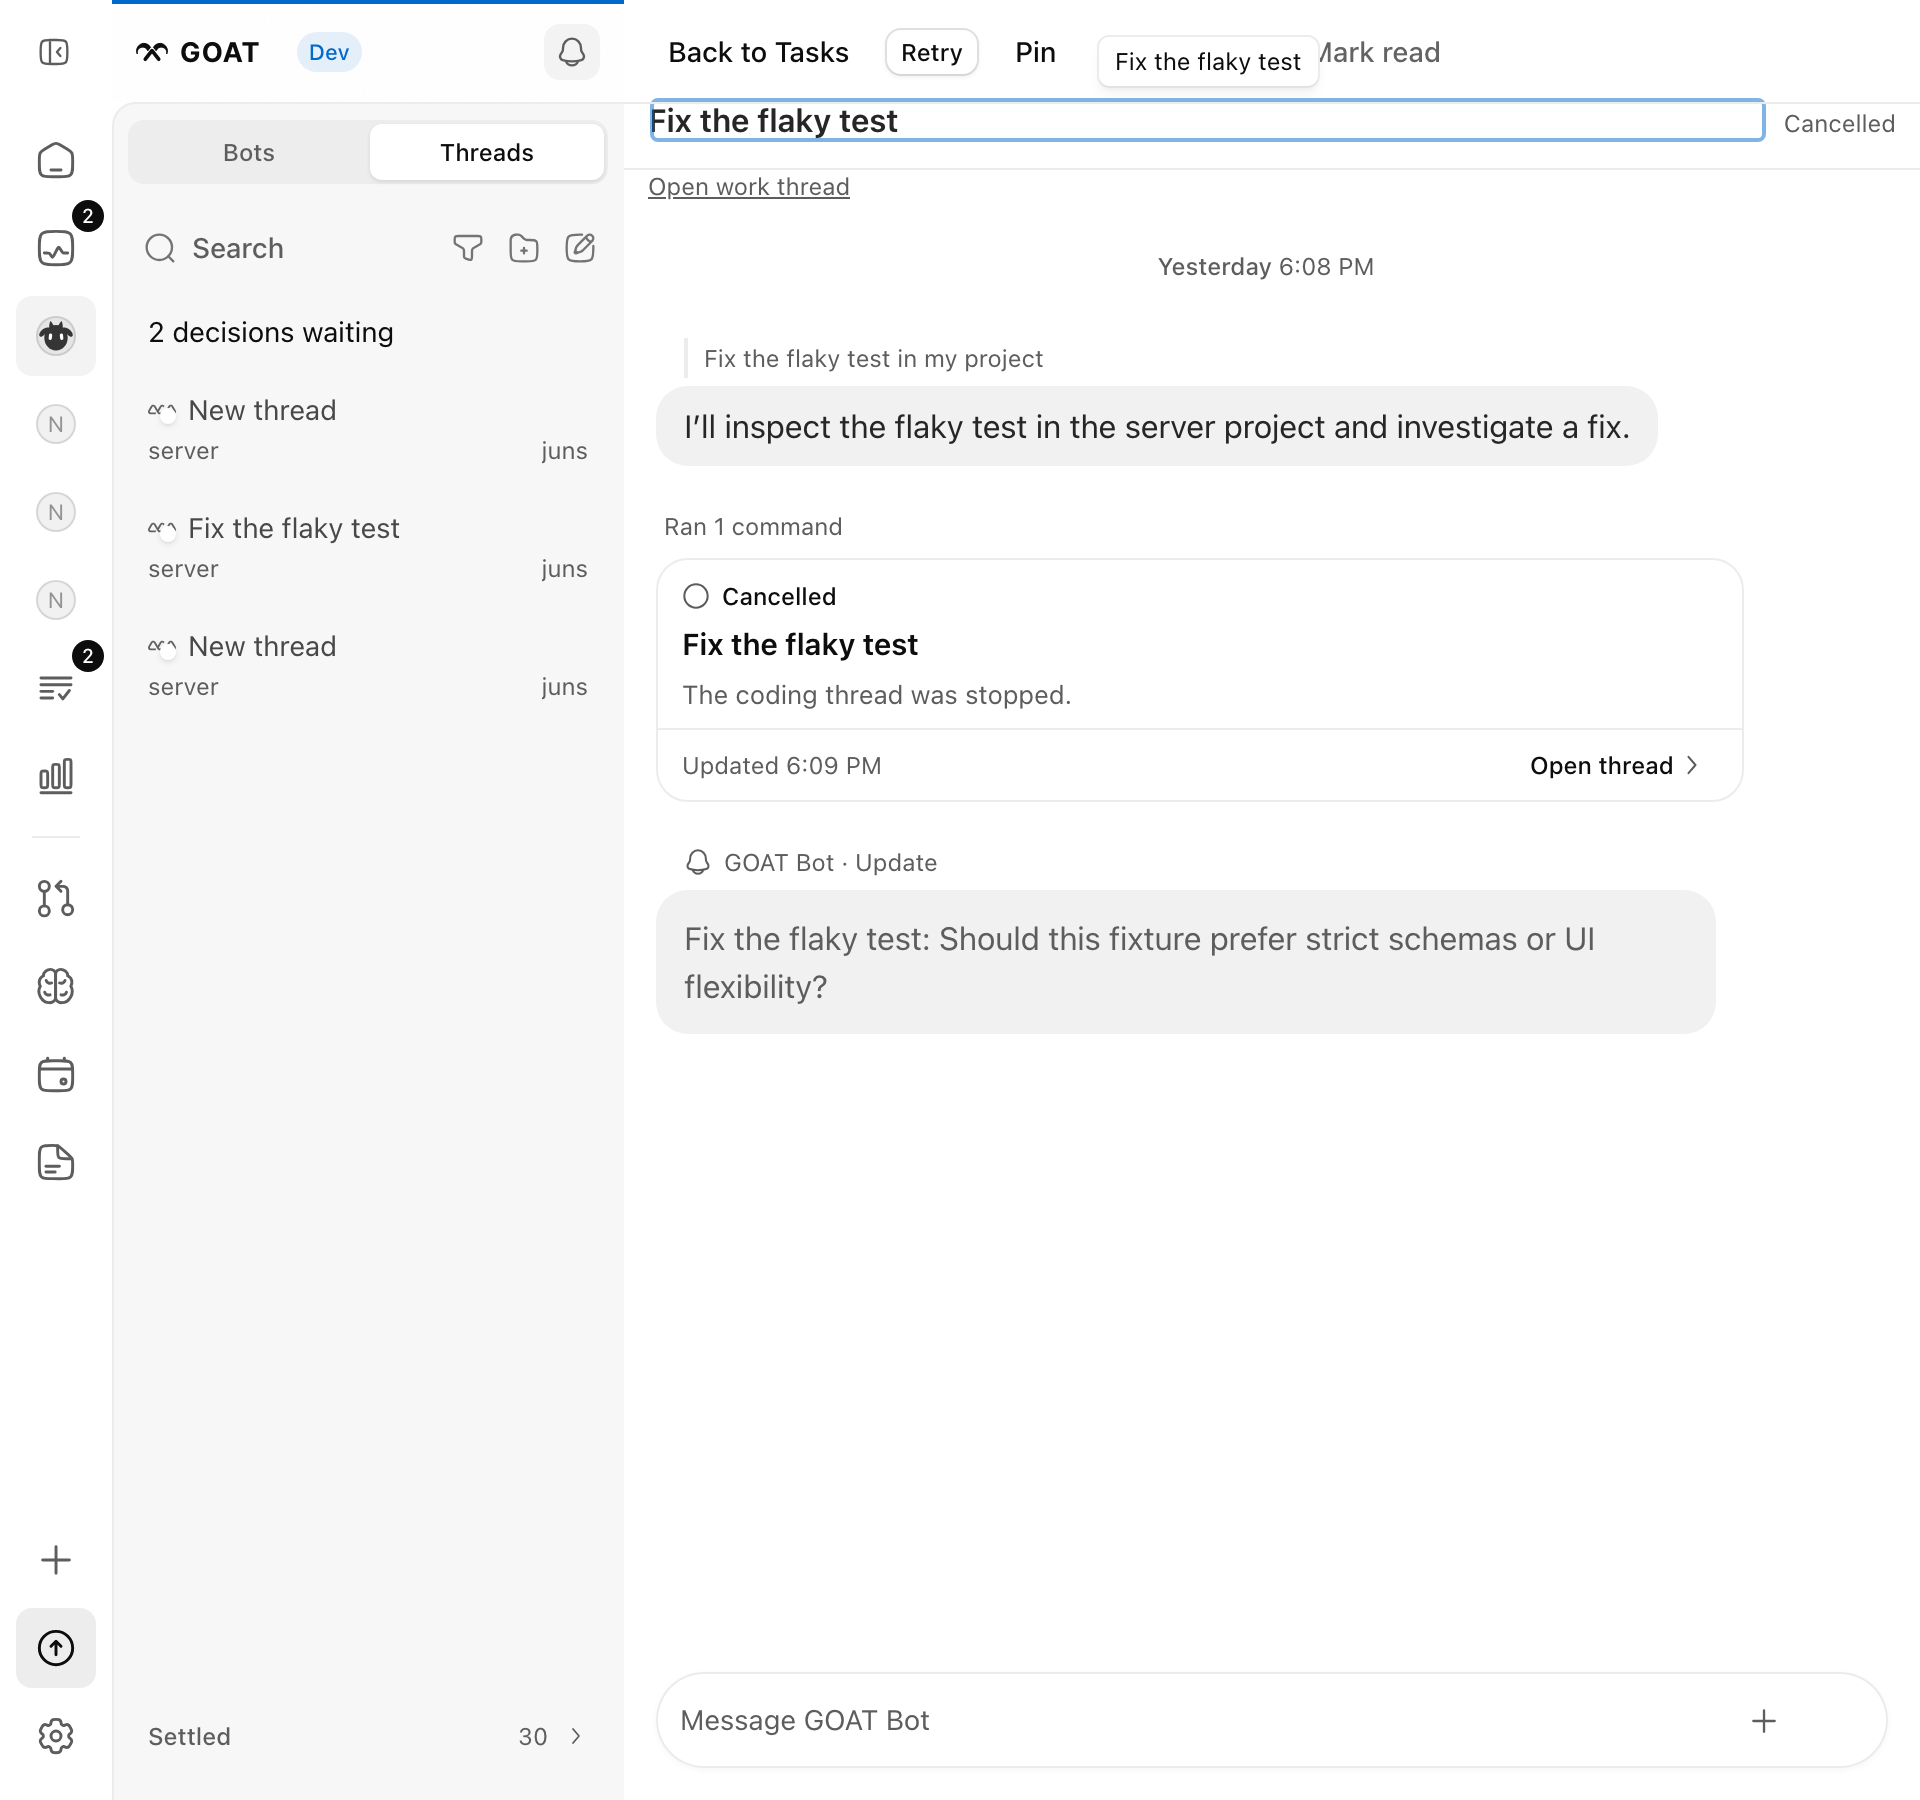 GOAT
Dev
Back to Tasks
Retry
Pin
Fix the flaky test
Mark read
Fix the flaky test
Cancelled
Bots
Threads
Open work thread
2
Search
Yesterday 6:08 PM
2 decisions waiting
Fix the flaky test in my project
New thread
server
juns
I’ll inspect the flaky test in the server project and investigate a fix.
N
Fix the flaky test
server
juns
Ran 1 command
N
Cancelled
Fix the flaky test
The coding thread was stopped.
N
New thread
server
juns
2
Updated 6:09 PM
Open thread
GOAT Bot · Update
Fix the flaky test: Should this fixture prefer strict schemas or UI
flexibility?
Settled
30
Message GOAT Bot